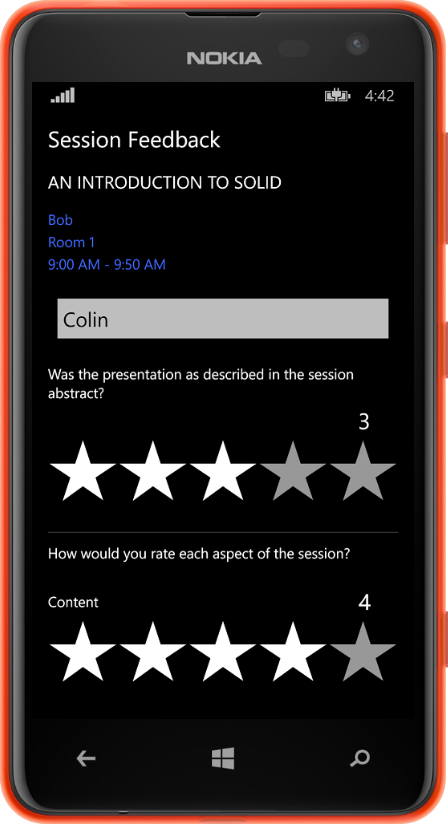 NOKIA
4:42
Session Feedback
AN INTRODUCTION TO SOLID
Bob
Room 1
9:00 AM - 9:50 AM
Colin
Was the presentation as described in the session
abstract?
3
How would you rate each aspect of the session?
Content 4